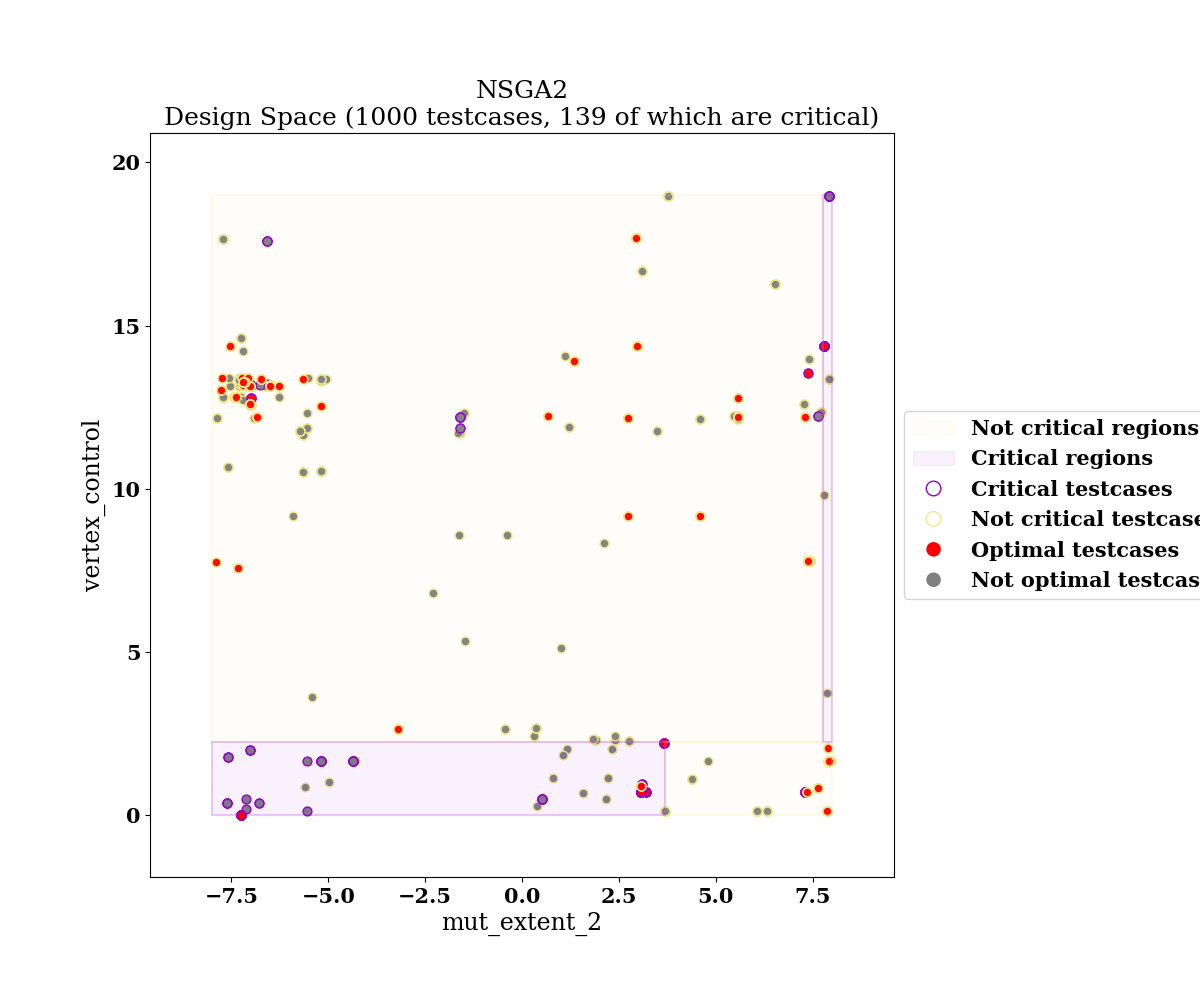 NSGA2
Design Space (1000 testcases, 139 of which are critical)
20
15
10
5
0
vertex_control
−7.5
−5.0
−2.5
0.0
2.5
5.0
7.5
mut_extent_2
Not critical regions
Critical regions
Critical testcases
Not critical testcase
Optimal testcases
Not optimal testcas